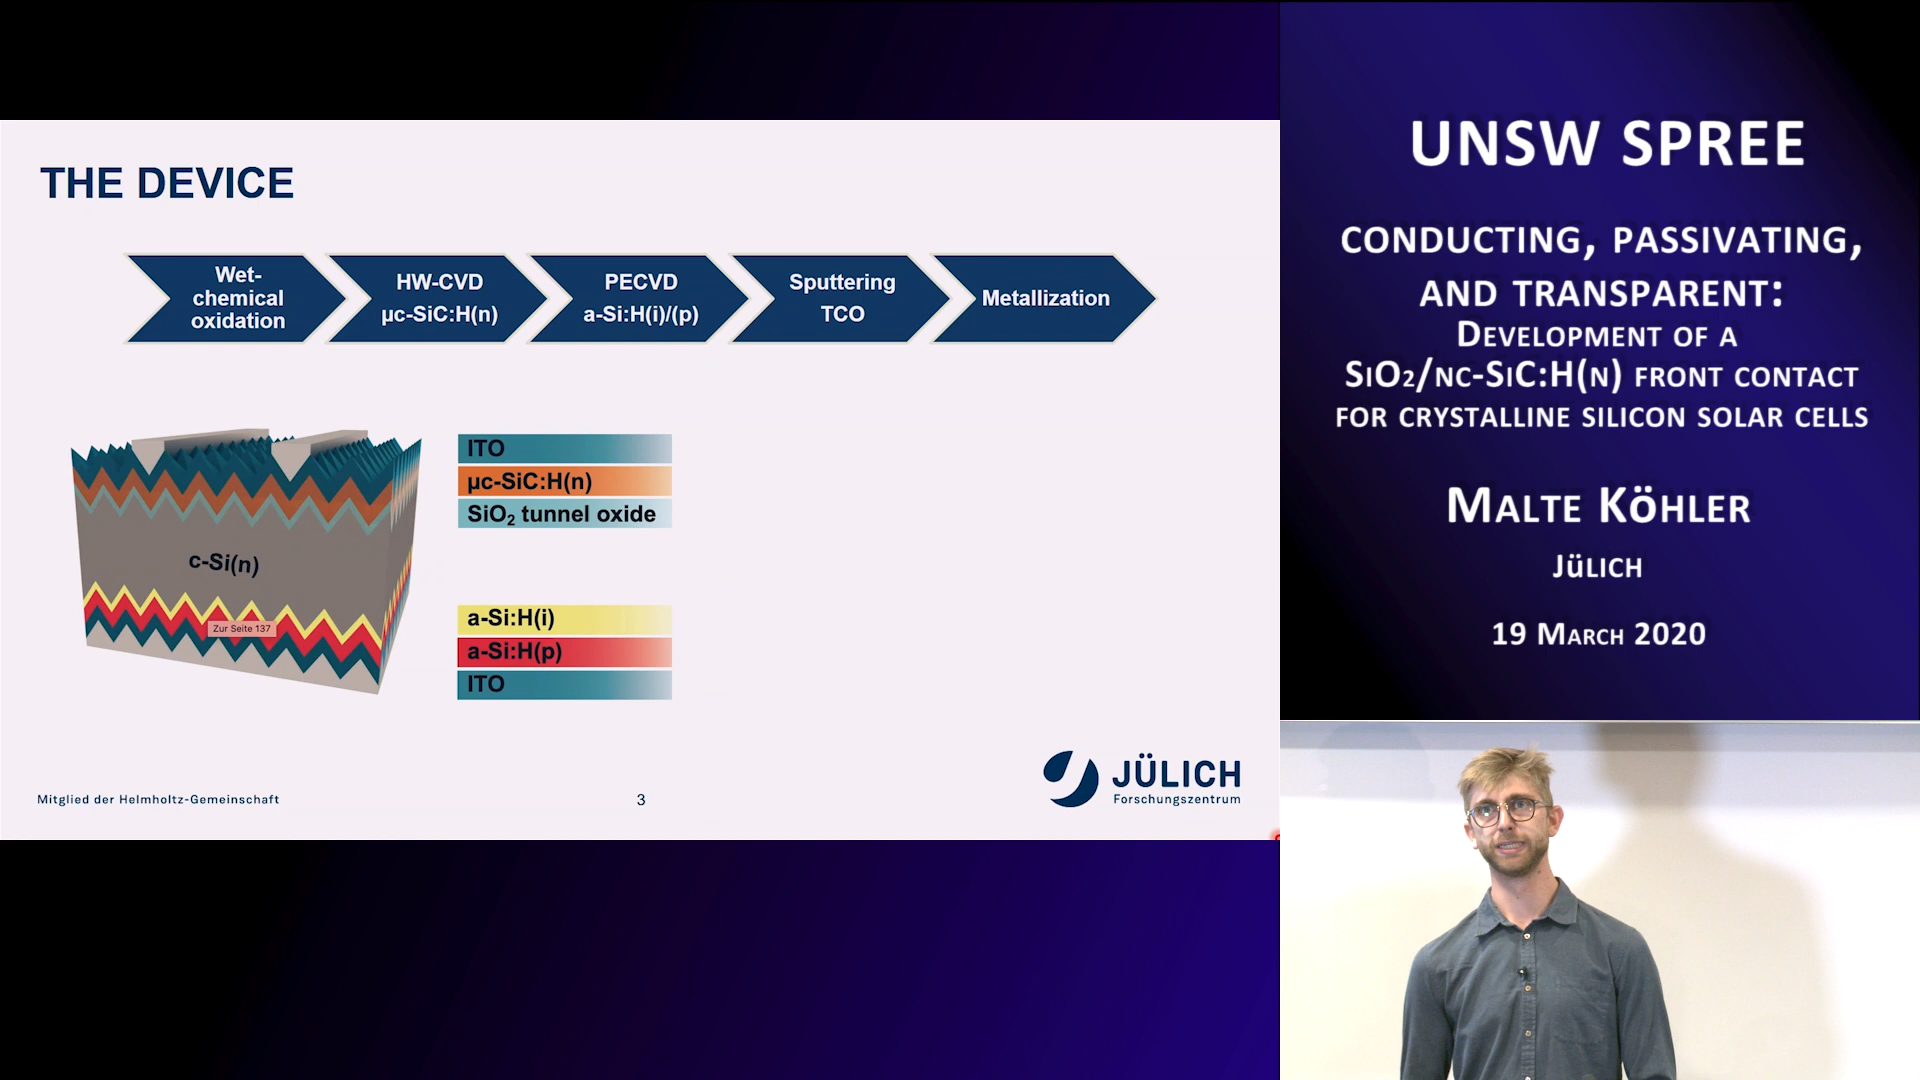 THE DEVICE
Wet-
chemical
oxidation
HW-CVD
µc-SiC:H(n)
PECVD
a-Si:H(i)/(p)
Sputtering
TCO
Metallization
ITO
µc-SiC:H(n)
SiO₂ tunnel oxide
c-Si(n)
a-Si:H(i)
Zur Seite 137
a-Si:H(p)
ITO
JÜLICH
Forschungszentrum
Mitglied der Helmholtz-Gemeinschaft
3
UNSW SPREE
CONDUCTING, PASSIVATING,
AND TRANSPARENT:
DEVELOPMENT OF A
SIO2/NC-SIC:H(N) FRONT CONTACT
FOR CRYSTALLINE SILICON SOLAR CELLS
MALTE KÖHLER
JÜLICH
19 MARCH 2020